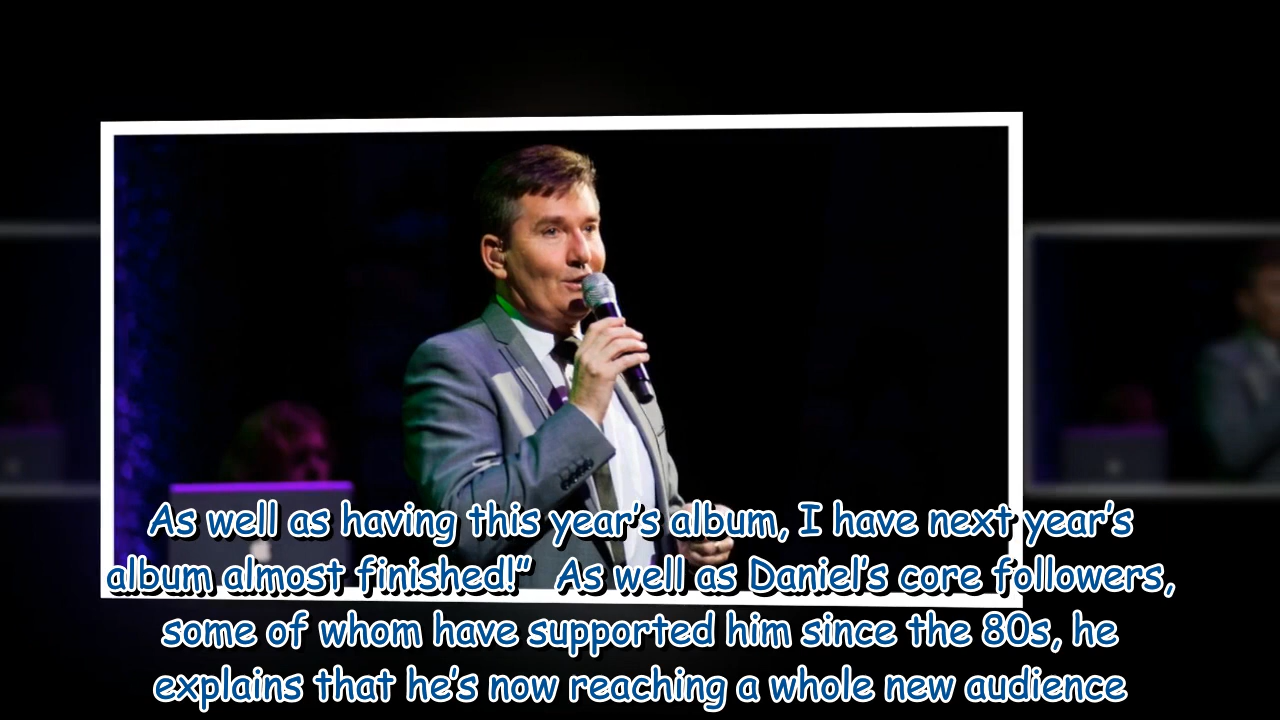 As well as having this year’s album, I have next year’s
album almost finished!”  As well as Daniel’s core followers,
some of whom have supported him since the 80s, he
explains that he’s now reaching a whole new audience